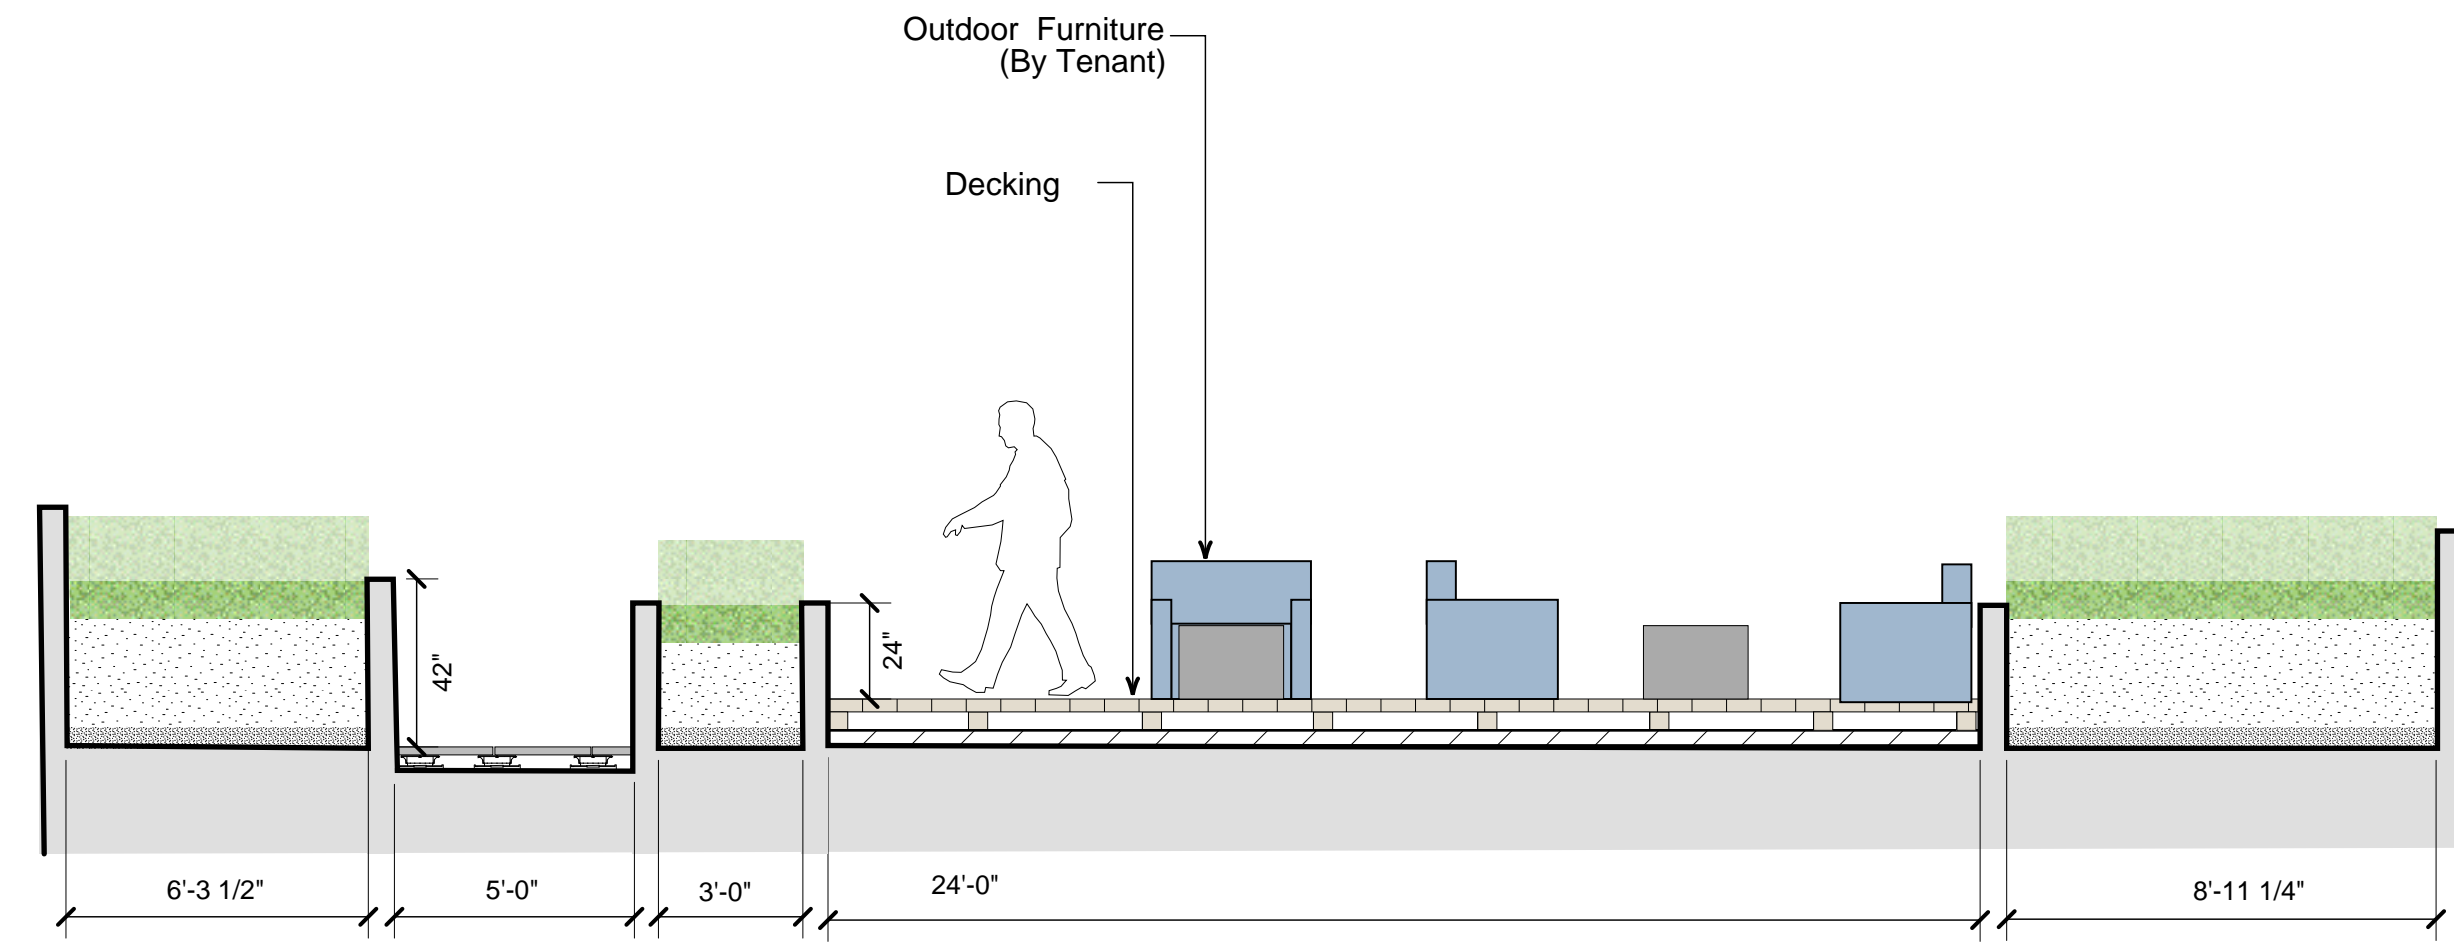 Outdoor Furniture
(By Tenant)
Decking
42"
24"
6'-3 1/2"
5'-0"
3'-0"
24'-0"
8'-11 1/4"